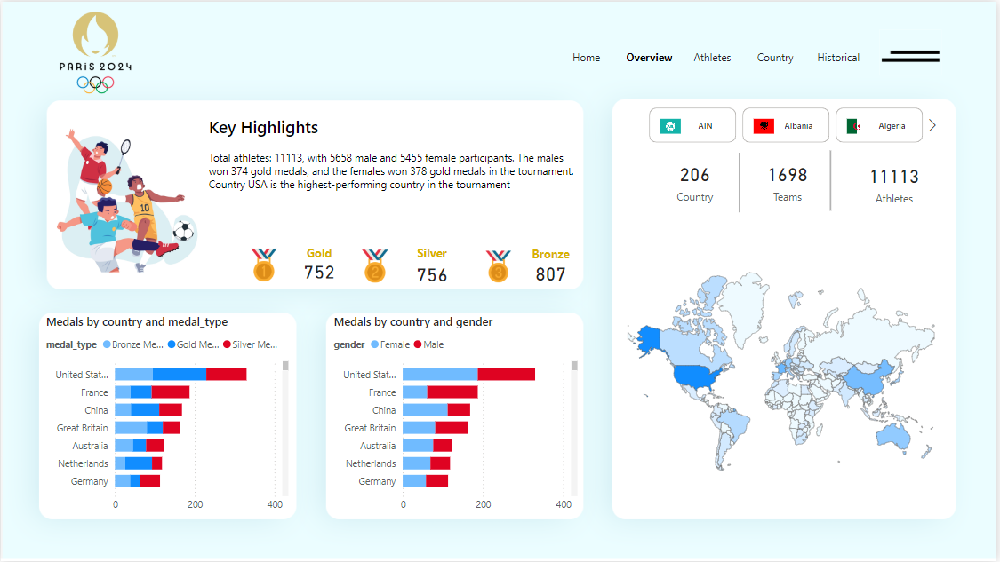 PARIS 2024
Home
Overview
Athletes
Country
Historical
Key Highlights
Total athletes: 11113, with 5658 male and 5455 female participants. The males
won 374 gold medals, and the females won 378 gold medals in the tournament.
Country USA is the highest-performing country in the tournament
10
1
Gold
752
2
Silver
756
3
Bronze
807
AIN
Albania
Algeria
206
Country
1698
Teams
11113
Athletes
Medals by country and medal_type
medal_type Bronze Me... Gold Me... Silver Me...
United Stat...
France
China
Great Britain
Australia
Netherlands
Germany
0 200 400
Medals by country and gender
gender Female Male
United Stat...
France
China
Great Britain
Australia
Netherlands
Germany
0 200 400